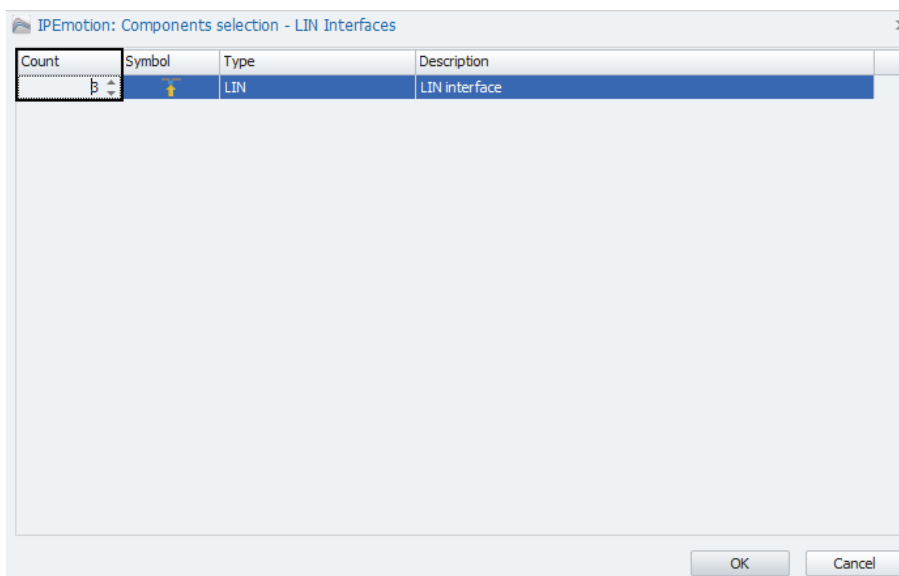 IPEmotion: Components selection - LIN Interfaces
Count Symbol Type Description
3 LIN LIN interface
OK Cancel